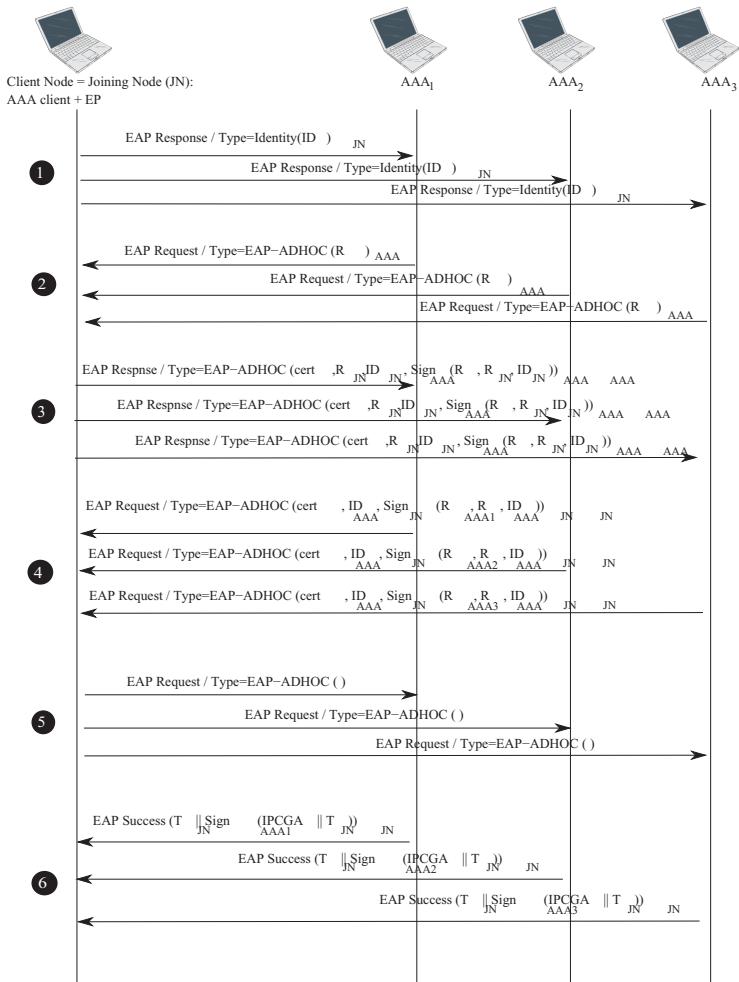 Client Node = Joining Node (JN):
AAA client + EP
AAA1
AAA2
AAA3
1
EAP Response / Type=Identity(ID JN)
EAP Response / Type=Identity(ID JN)
EAP Response / Type=Identity(ID JN)
2
EAP Request / Type=EAP−ADHOC (R AAA)
EAP Request / Type=EAP−ADHOC (R AAA)
EAP Request / Type=EAP−ADHOC (R AAA)
3
EAP Respnse / Type=EAP−ADHOC (cert JN, R JN, ID AAA, Sign JN (R JN, R AAA, ID AAA))
EAP Respnse / Type=EAP−ADHOC (cert JN, R JN, ID AAA, Sign JN (R JN, R AAA, ID AAA))
EAP Respnse / Type=EAP−ADHOC (cert JN, R JN, ID AAA, Sign JN (R JN, R AAA, ID AAA))
4
EAP Request / Type=EAP−ADHOC (cert AAA, ID JN, Sign AAA1 (R AAA, R JN, ID JN))
EAP Request / Type=EAP−ADHOC (cert AAA, ID JN, Sign AAA2 (R AAA, R JN, ID JN))
EAP Request / Type=EAP−ADHOC (cert AAA, ID JN, Sign AAA3 (R AAA, R JN, ID JN))
5
EAP Request / Type=EAP−ADHOC ( )
EAP Request / Type=EAP−ADHOC ( )
EAP Request / Type=EAP−ADHOC ( )
6
EAP Success (T JN || Sign AAA1 (IPCGA JN || T JN))
EAP Success (T JN || Sign AAA2 (IPCGA JN || T JN))
EAP Success (T JN || Sign AAA3 (IPCGA JN || T JN))